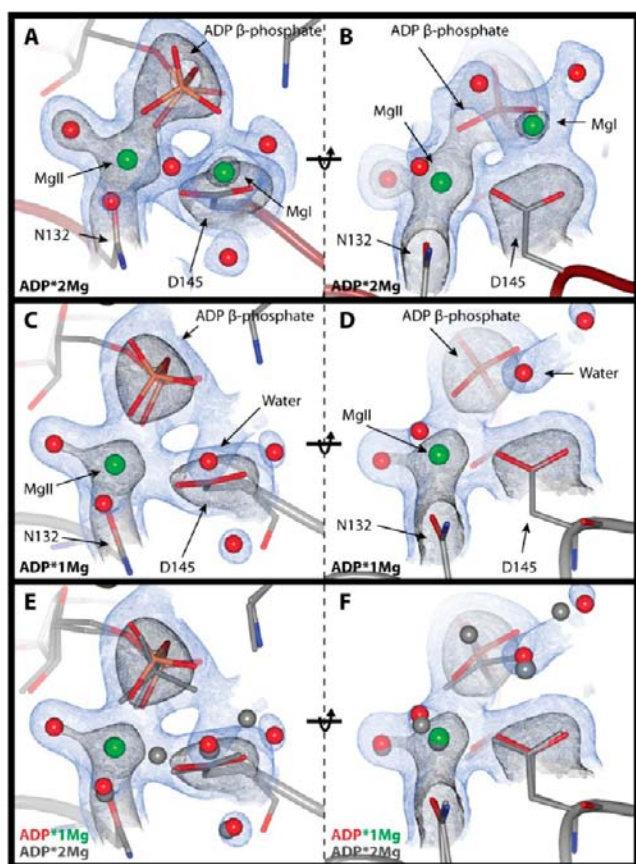 A
ADP β-phosphate
MgII
MgI
N132
D145
ADP*2Mg
B
ADP β-phosphate
MgII
MgI
N132
D145
ADP*2Mg
C
ADP β-phosphate
Water
MgII
N132
D145
ADP*1Mg
D
ADP β-phosphate
Water
MgII
N132
D145
ADP*1Mg
E
ADP*1Mg
ADP*2Mg
F
ADP*1Mg
ADP*2Mg